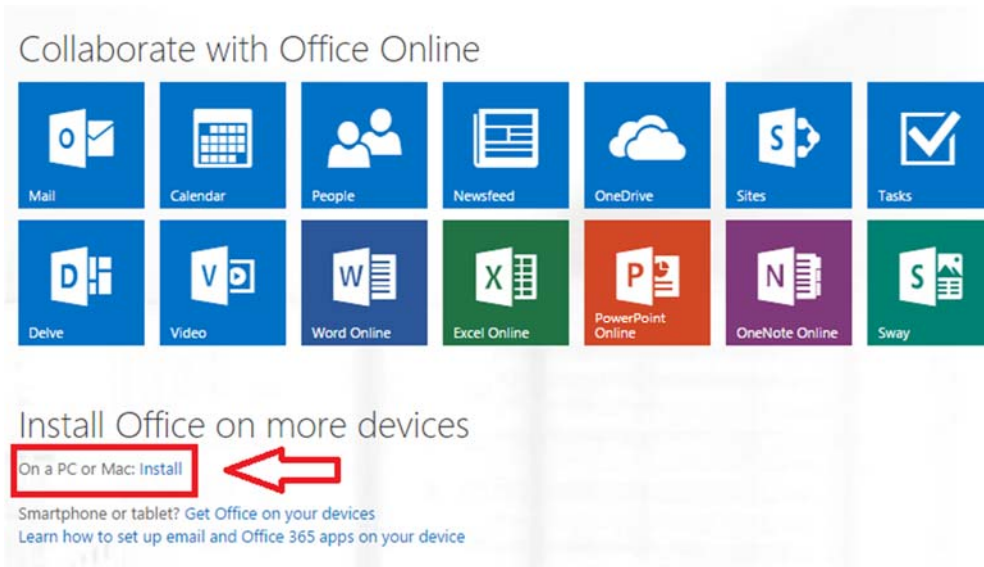 Collaborate with Office Online
Mail
Calendar
People
Newsfeed
OneDrive
Sites
Tasks
Delve
Video
Word Online
Excel Online
PowerPoint
Online
OneNote Online
Sway
Install Office on more devices
On a PC or Mac: Install
Smartphone or tablet? Get Office on your devices
Learn how to set up email and Office 365 apps on your device